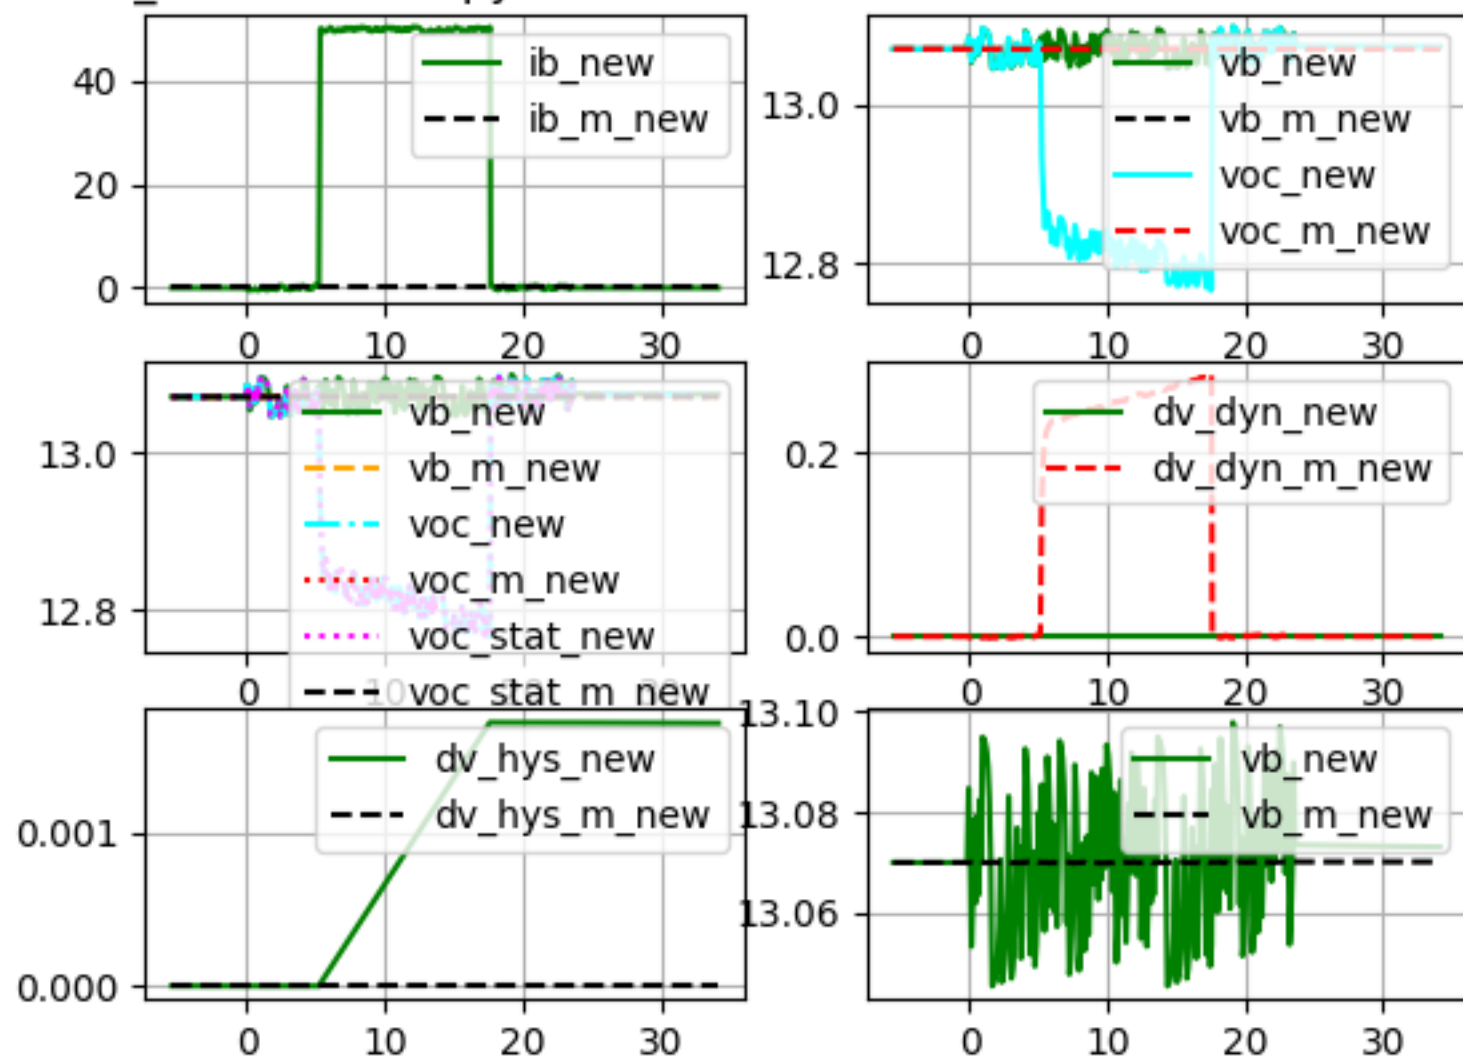 40
20
0
ib_new
ib_m_new
0 10 20 30
13.0
12.8
vb_new
vb_m_new
voc_new
voc_m_new
0 10 20 30
13.0
12.8
vb_new
vb_m_new
voc_new
voc_m_new
voc_stat_new
voc_stat_m_new
0 10 20 30
0.2
0.0
dv_dyn_new
dv_dyn_m_new
0 10 20 30
0.001
0.000
dv_hys_new
dv_hys_m_new
0 10 20 30
13.10
13.08
13.06
vb_new
vb_m_new
0 10 20 30